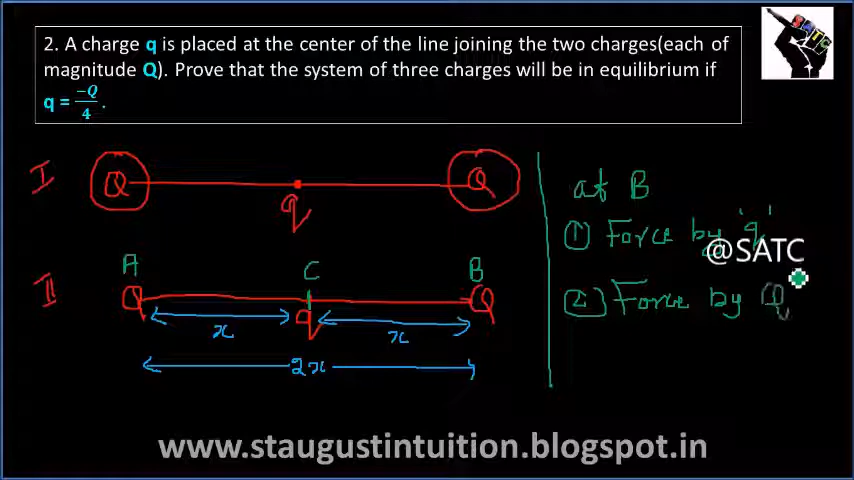 2. A charge q is placed at the center of the line joining the two charges(each of
magnitude Q). Prove that the system of three charges will be in equilibrium if
q = -Q/4 .
SATC
I
Q Q
q
II
A C B
Q q Q
x x
2x
at B
① Force by 'q'
@SATC
② Force by Q
www.staugustintuition.blogspot.in